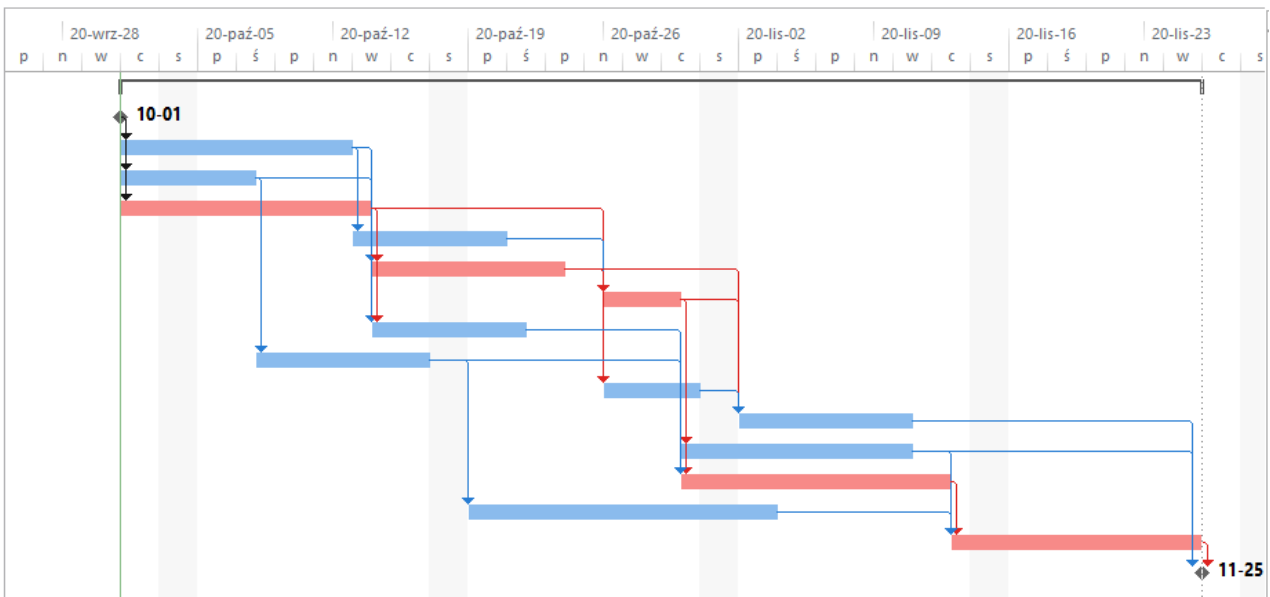 20-wrz-28 20-paź-05 20-paź-12 20-paź-19 20-paź-26 20-lis-02 20-lis-09 20-lis-16 20-lis-23
p n w c s p ś p n w c s p ś p n w c s p ś p n w c s p ś p n w c s
10-01
11-25